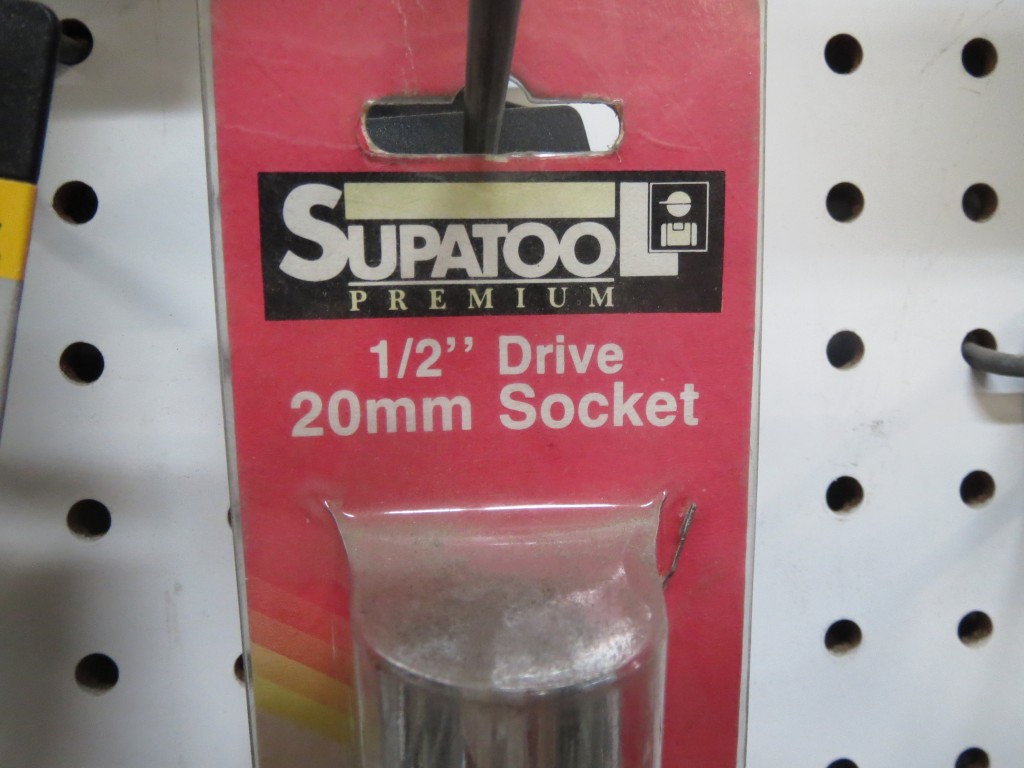 SUPATOOL
PREMIUM
1/2'' Drive
20mm Socket